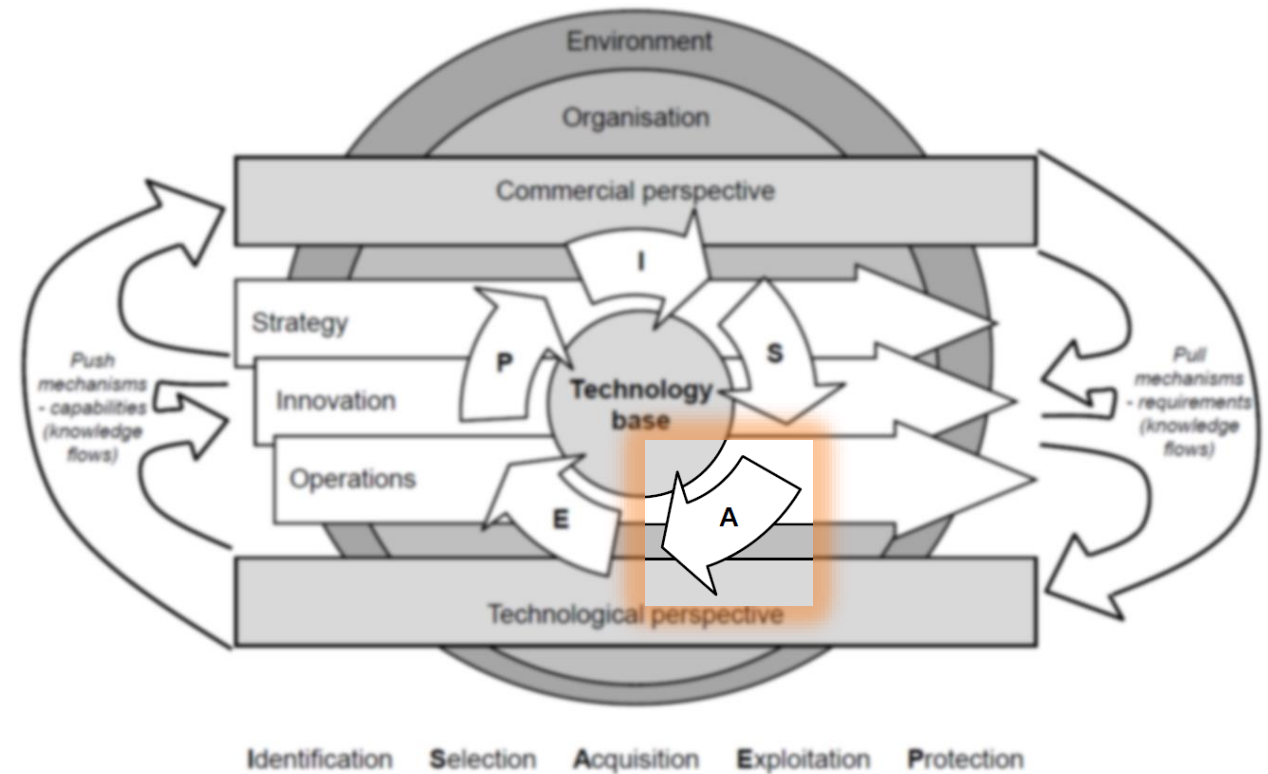 Environment
Organisation
Commercial perspective
I
Strategy
S
P
Push
mechanisms
- capabilities
(knowledge
flows)
Pull
mechanisms
- requirements
(knowledge
flows)
Technology
base
Innovation
Operations
E
A
Technological perspective
Identification Selection Acquisition Exploitation Protection